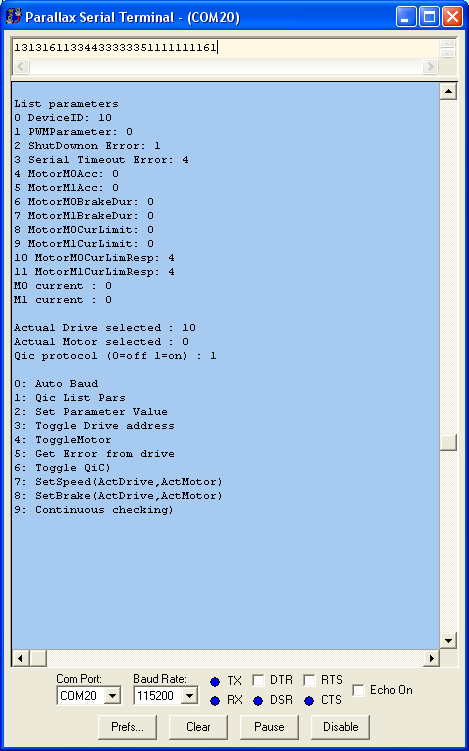 Parallax Serial Terminal - (COM20)
13131611334433333351111111161
List parameters
0 DeviceID: 10
1 PWMParameter: 0
2 ShutDownon Error: 1
3 Serial Timeout Error: 4
4 MotorM0Acc: 0
5 MotorM1Acc: 0
6 MotorM0BrakeDur: 0
7 MotorM1BrakeDur: 0
8 MotorM0CurLimit: 0
9 MotorM1CurLimit: 0
10 MotorM0CurLimResp: 4
11 MotorM1CurLimResp: 4
M0 current : 0
M1 current : 0
Actual Drive selected : 10
Actual Motor selected : 0
Qic protocol (0=off 1=on) : 1
0: Auto Baud
1: Qic List Pars
2: Set Parameter Value
3: Toggle Drive address
4: ToggleMotor
5: Get Error from drive
6: Toggle QiC)
7: SetSpeed(ActDrive,ActMotor)
8: SetBrake(ActDrive,ActMotor)
9: Continuous checking)
Com Port: Baud Rate: TX DTR RTS
COM20 115200 RX DSR CTS Echo On
Prefs... Clear Pause Disable